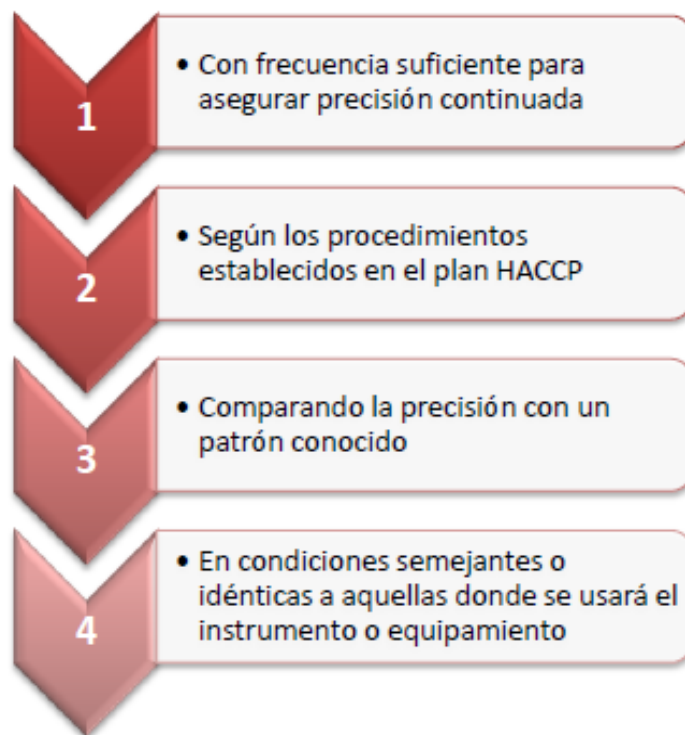 1
• Con frecuencia suficiente para
asegurar precisión continuada
2
• Según los procedimientos
establecidos en el plan HACCP
3
• Comparando la precisión con un
patrón conocido
4
• En condiciones semejantes o
idénticas a aquellas donde se usará el
instrumento o equipamiento